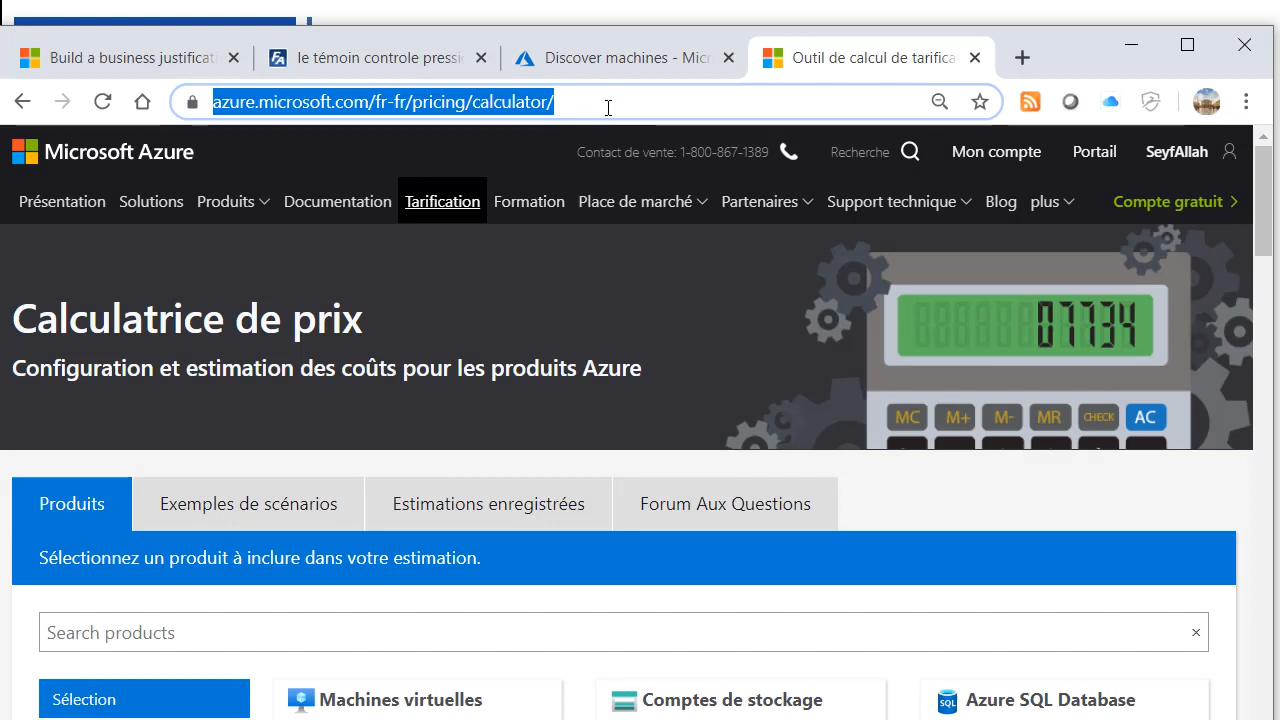 Build a business justificati
le témoin controle pressi
Discover machines - Micr
Outil de calcul de tarifica
azure.microsoft.com/fr-fr/pricing/calculator/
Microsoft Azure
Contact de vente: 1-800-867-1389
Recherche
Mon compte
Portail
SeyfAllah
Présentation
Solutions
Produits
Documentation
Tarification
Formation
Place de marché
Partenaires
Support technique
Blog
plus
Compte gratuit
Calculatrice de prix
Configuration et estimation des coûts pour les produits Azure
07734
MC
M+
M-
MR
CHECK
AC
Produits
Exemples de scénarios
Estimations enregistrées
Forum Aux Questions
Sélectionnez un produit à inclure dans votre estimation.
Search products
Sélection
Machines virtuelles
Comptes de stockage
SQL
Azure SQL Database